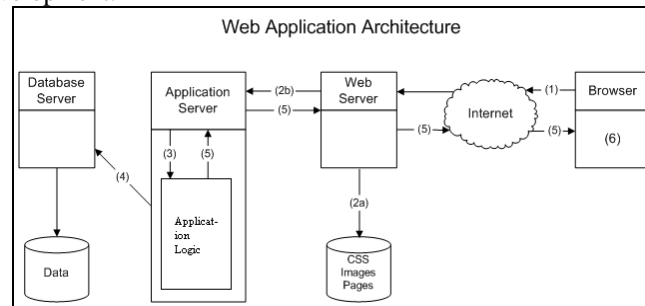 Web Application Architecture
Database
Server
Application
Server
Web
Server
Internet
Browser
(1)
(2b)
(5)
(5)
(5)
(6)
(3)
(5)
(4)
(2a)
Applicat-
ion
Logic
Data
CSS
Images
Pages